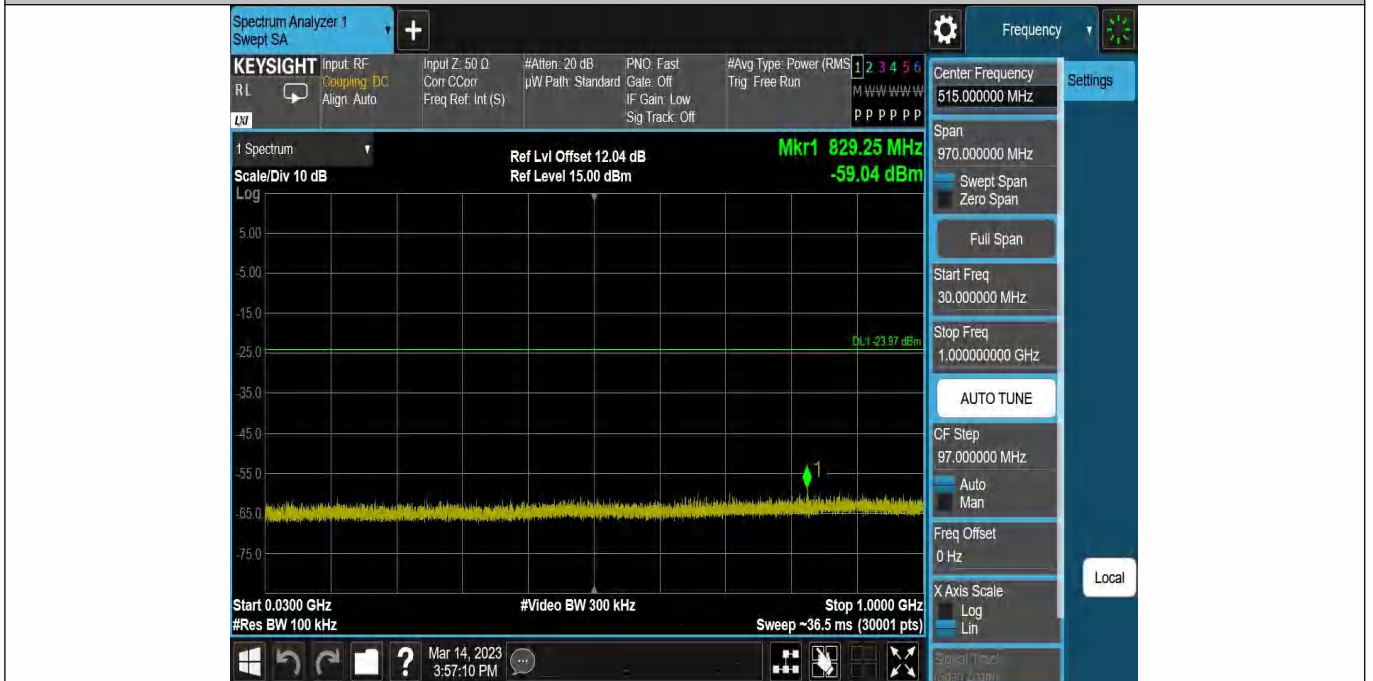 Spectrum Analyzer 1
Swept SA
+
Frequency
KEYSIGHT
RL
LXI
Input: RF
Coupling: DC
Align: Auto
Input Z: 50 Ω
Corr CCorr
Freq Ref: Int (S)
#Atten: 20 dB
µW Path: Standard
PNO: Fast
Gate: Off
IF Gain: Low
Sig Track: Off
#Avg Type: Power (RMS
Trig: Free Run
1 2 3 4 5 6
M W W W W W
P P P P P P
1 Spectrum
Scale/Div 10 dB
Ref Lvl Offset 12.04 dB
Ref Level 15.00 dBm
Mkr1 829.25 MHz
-59.04 dBm
Log
5.00
-5.00
-15.0
DL1 -23.97 dBm
-25.0
-35.0
-45.0
-55.0
1
-65.0
-75.0
Start 0.0300 GHz
#Res BW 100 kHz
#Video BW 300 kHz
Stop 1.0000 GHz
Sweep ~36.5 ms (30001 pts)
?
Mar 14, 2023
3:57:10 PM
Center Frequency
515.000000 MHz
Settings
Span
970.000000 MHz
Swept Span
Zero Span
Full Span
Start Freq
30.000000 MHz
Stop Freq
1.000000000 GHz
AUTO TUNE
CF Step
97.000000 MHz
Auto
Man
Freq Offset
0 Hz
X Axis Scale
Log
Lin
Local
Signal Track
(Span Zoom)